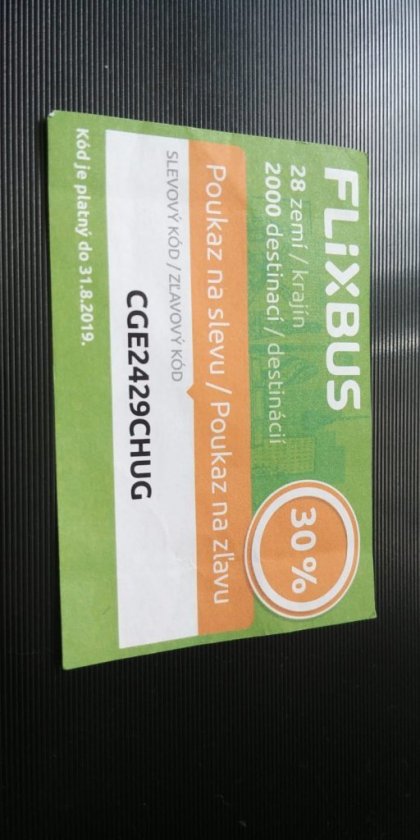 FLiXBUS
28 zemí / krajín
2000 destinací / destinácií
30 %
Poukaz na slevu / Poukaz na zľavu
SLEVOVÝ KÓD / ZĽAVOVÝ KÓD
CGE2429CHUG
Kód je platný do 31.8.2019.